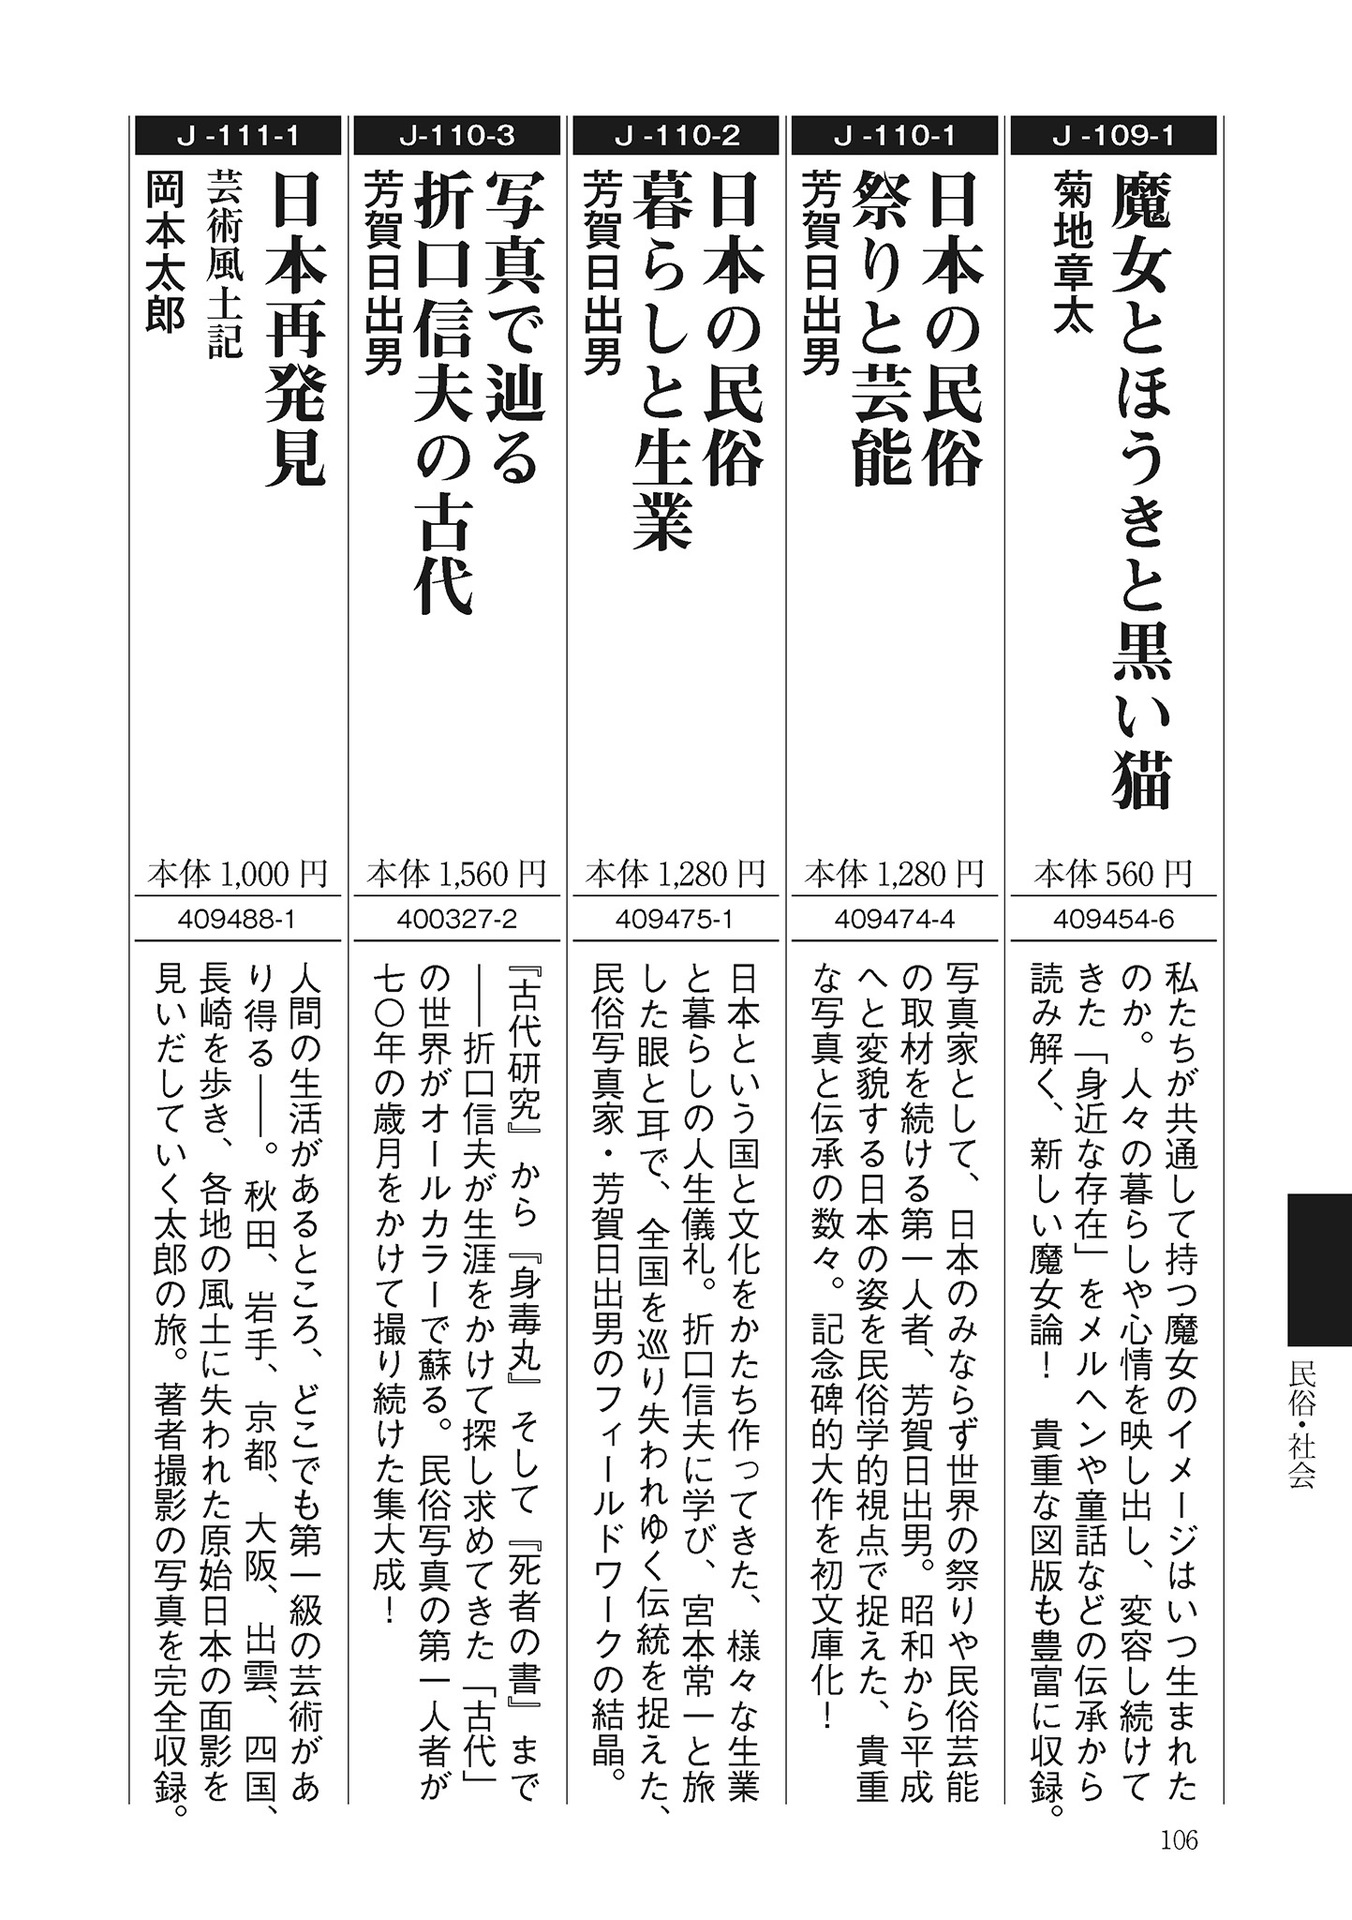 J-109-1
魔女とほうきと黒い猫
菊地章太
本体 560 円
409454-6
私たちが共通して持つ魔女のイメージはいつ生まれた
のか。人々の暮らしや心情を映し出し、変容し続けて
きた「身近な存在」をメルヘンや童話などの伝承から
読み解く、新しい魔女論！　貴重な図版も豊富に収録。
J-110-1
日本の民俗
祭りと芸能
芳賀日出男
本体 1,280 円
409474-4
写真家として、日本のみならず世界の祭りや民俗芸能
の取材を続ける第一人者、芳賀日出男。昭和から平成
へと変貌する日本の姿を民俗学的視点で捉えた、貴重
な写真と伝承の数々。記念碑的大作を初文庫化！
J-110-2
日本の民俗
暮らしと生業
芳賀日出男
本体 1,280 円
409475-1
日本という国と文化をかたち作ってきた、様々な生業
と暮らしの人生儀礼。折口信夫に学び、宮本常一と旅
した眼と耳で、全国を巡り失われゆく伝統を捉えた、
民俗写真家・芳賀日出男のフィールドワークの結晶。
J-110-3
写真で辿る
折口信夫の古代
芳賀日出男
本体 1,560 円
400327-2
『古代研究』から『身毒丸』そして『死者の書』まで
――折口信夫が生涯をかけて探し求めてきた「古代」
の世界がオールカラーで蘇る。民俗写真の第一人者が
七〇年の歳月をかけて撮り続けた集大成！
J-111-1
日本再発見
芸術風土記
岡本太郎
本体 1,000 円
409488-1
人間の生活があるところ、どこでも第一級の芸術があ
り得る――。秋田、岩手、京都、大阪、出雲、四国、
長崎を歩き、各地の風土に失われた原始日本の面影を
見いだしていく太郎の旅。著者撮影の写真を完全収録。
民俗・社会
106